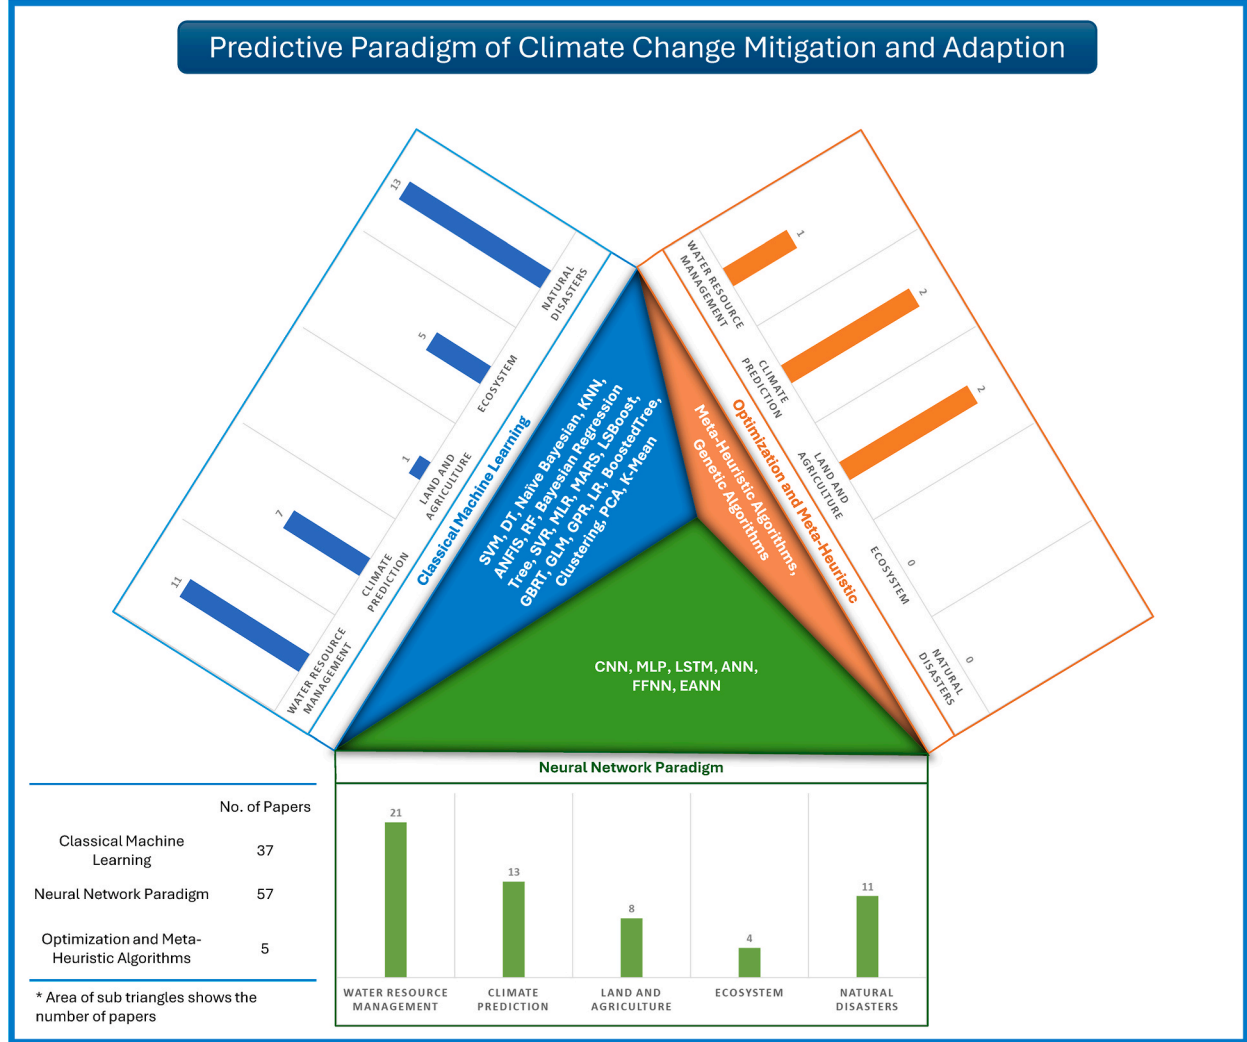 Predictive Paradigm of Climate Change Mitigation and Adaption
13
5
1
7
11
NATURAL
DISASTERS
ECOSYSTEM
LAND AND
AGRICULTURE
CLIMATE
PREDICTION
WATER RESOURCE
MANAGEMENT
Classical Machine Learning
SVM, DT, Naïve Bayesian, KNN,
ANFIS, RF, Bayesian Regression
Tree, SVR, MLR, MARS, LSBoost,
GBRT, GLM, GPR, LR, BoostedTree,
Clustering, PCA, K-Mean
1
2
2
0
0
WATER RESOURCE
MANAGEMENT
CLIMATE
PREDICTION
LAND AND
AGRICULTURE
ECOSYSTEM
NATURAL
DISASTERS
Optimization and Meta-Heuristic
Meta-Heuristic Algorithms,
Genetic Algorithms
CNN, MLP, LSTM, ANN,
FFNN, EANN
Neural Network Paradigm
21
13
8
4
11
WATER RESOURCE
MANAGEMENT
CLIMATE
PREDICTION
LAND AND
AGRICULTURE
ECOSYSTEM
NATURAL
DISASTERS
No. of Papers
Classical Machine
Learning
37
Neural Network Paradigm
57
Optimization and Meta-
Heuristic Algorithms
5
* Area of sub triangles shows the
number of papers